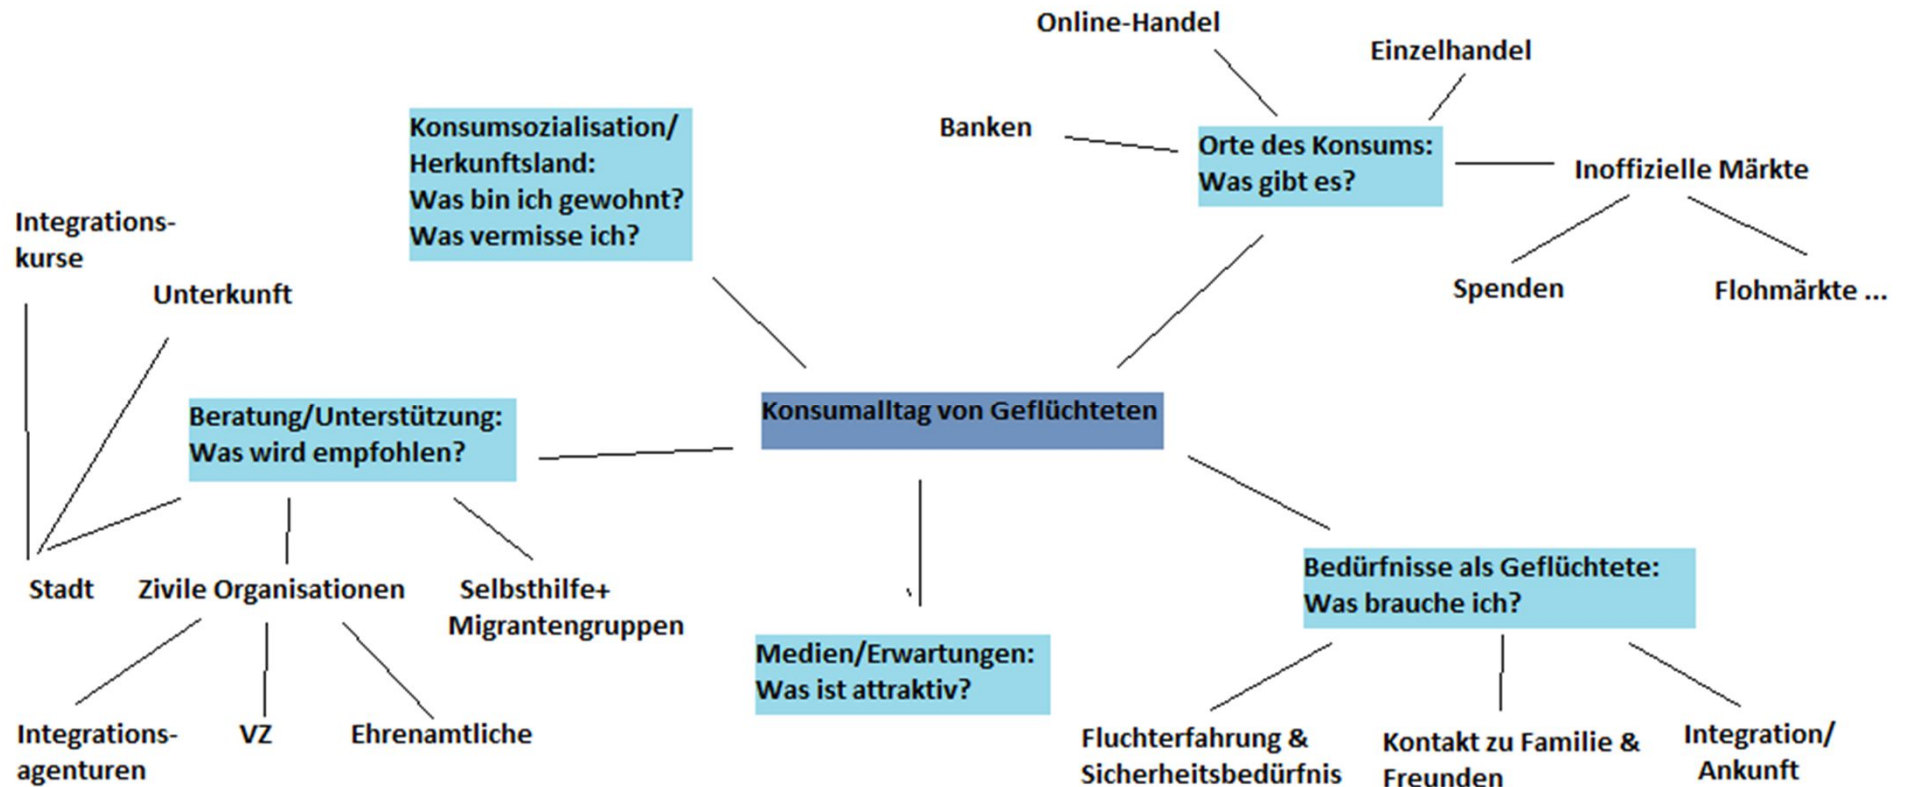 Online-Handel
Einzelhandel
Banken
Orte des Konsums:
Was gibt es?
Inoffizielle Märkte
Spenden
Flohmärkte ...
Konsumsozialisation/
Herkunftsland:
Was bin ich gewohnt?
Was vermisse ich?
Integrations-
kurse
Unterkunft
Beratung/Unterstützung:
Was wird empfohlen?
Konsumalltag von Geflüchteten
Stadt
Zivile Organisationen
Selbsthilfe+
Migrantengruppen
Integrations-
agenturen
VZ
Ehrenamtliche
Medien/Erwartungen:
Was ist attraktiv?
Bedürfnisse als Geflüchtete:
Was brauche ich?
Fluchterfahrung &
Sicherheitsbedürfnis
Kontakt zu Familie &
Freunden
Integration/
Ankunft